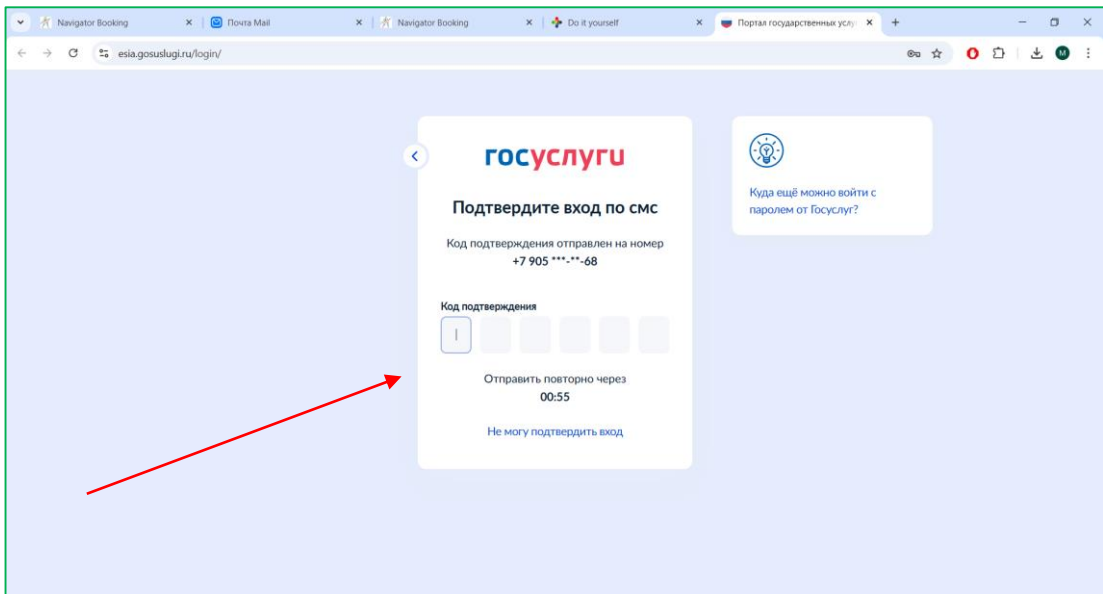 Navigator Booking
Почта Mail
Navigator Booking
Do it yourself
Портал государственных услу
esia.gosuslugi.ru/login/
M
госуслуги
Подтвердите вход по смс
Код подтверждения отправлен на номер
+7 905 ***-**-68
Код подтверждения
Отправить повторно через
00:55
Не могу подтвердить вход
Куда ещё можно войти с
паролем от Госуслуг?